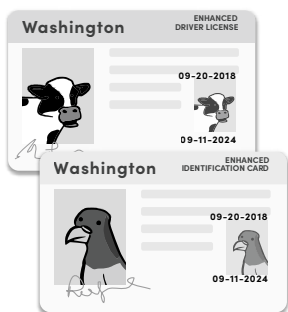 Washington
ENHANCED
DRIVER LICENSE
09-20-2018
09-11-2024
Washington
ENHANCED
IDENTIFICATION CARD
09-20-2018
09-11-2024